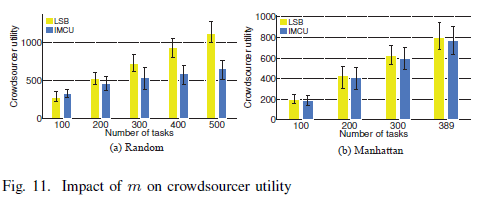 LSB
IMCU
Crowdsourcer utility
1000
500
0
100 200 300 400 500
Number of tasks
(a) Random
LSB
IMCU
Crowdsourcer utility
1000
800
600
400
200
0
100 200 300 389
Number of tasks
(b) Manhattan
Fig. 11. Impact of m on crowdsourcer utility